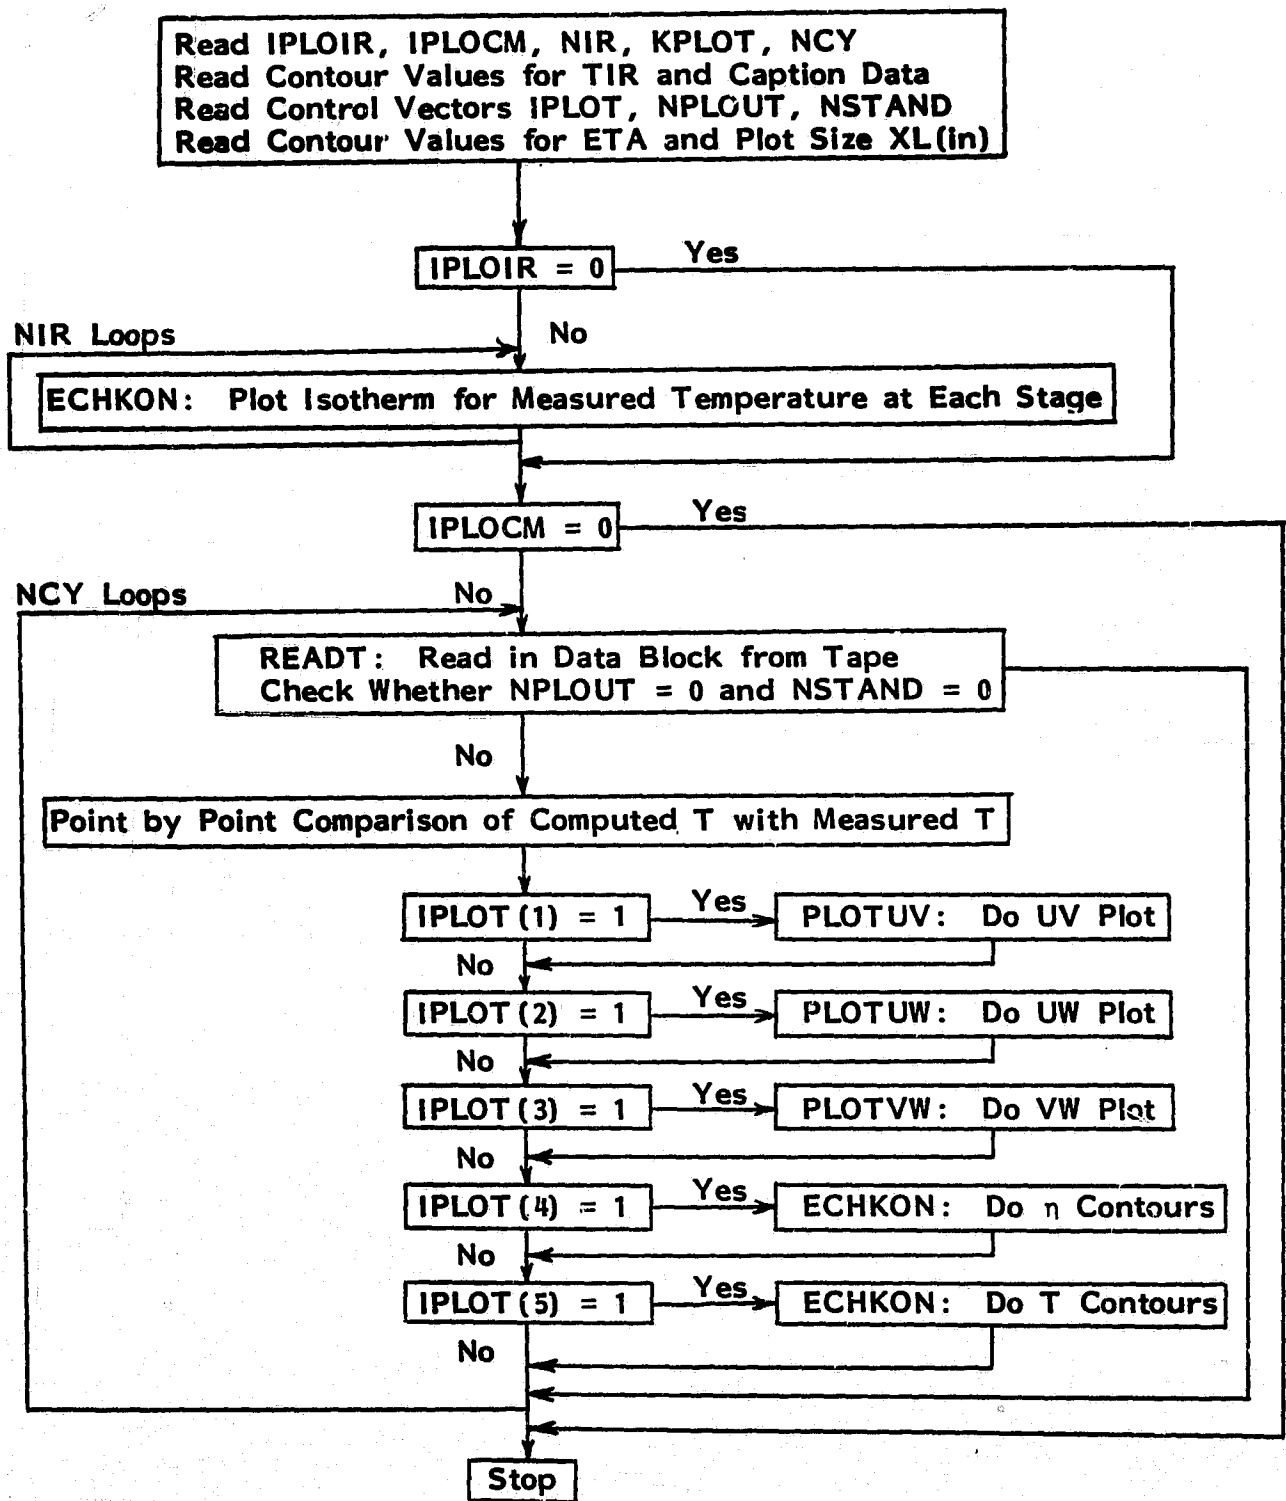 Read IPLOIR, IPLOCM, NIR, KPLOT, NCY
Read Contour Values for TIR and Caption Data
Read Control Vectors IPLOT, NPLOUT, NSTAND
Read Contour Values for ETA and Plot Size XL(in)
IPLOIR = 0
Yes
NIR Loops
No
ECHKON: Plot Isotherm for Measured Temperature at Each Stage
IPLOCM = 0
Yes
NCY Loops
No
READT: Read in Data Block from Tape
Check Whether NPLOUT = 0 and NSTAND = 0
No
Point by Point Comparison of Computed T with Measured T
IPLOT(1) = 1
Yes
PLOTUV: Do UV Plot
No
IPLOT(2) = 1
Yes
PLOTUW: Do UW Plot
No
IPLOT(3) = 1
Yes
PLOTVW: Do VW Plot
No
IPLOT(4) = 1
Yes
ECHKON: Do η Contours
No
IPLOT(5) = 1
Yes
ECHKON: Do T Contours
No
Stop